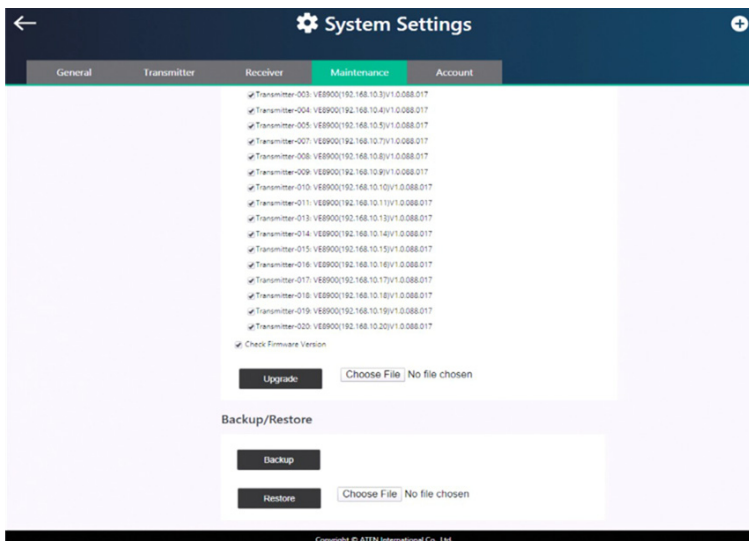 System Settings
General Transmitter Receiver Maintenance Account
Transmitter-003: VE8900(192.168.10.3)V1.0.088.017
Transmitter-004: VE8900(192.168.10.4)V1.0.088.017
Transmitter-005: VE8900(192.168.10.5)V1.0.088.017
Transmitter-007: VE8900(192.168.10.7)V1.0.088.017
Transmitter-008: VE8900(192.168.10.8)V1.0.088.017
Transmitter-009: VE8900(192.168.10.9)V1.0.088.017
Transmitter-010: VE8900(192.168.10.10)V1.0.088.017
Transmitter-011: VE8900(192.168.10.11)V1.0.088.017
Transmitter-013: VE8900(192.168.10.13)V1.0.088.017
Transmitter-014: VE8900(192.168.10.14)V1.0.088.017
Transmitter-015: VE8900(192.168.10.15)V1.0.088.017
Transmitter-016: VE8900(192.168.10.16)V1.0.088.017
Transmitter-017: VE8900(192.168.10.17)V1.0.088.017
Transmitter-018: VE8900(192.168.10.18)V1.0.088.017
Transmitter-019: VE8900(192.168.10.19)V1.0.088.017
Transmitter-020: VE8900(192.168.10.20)V1.0.088.017
Check Firmware Version
Upgrade Choose File No file chosen
Backup/Restore
Backup
Restore Choose File No file chosen
Copyright © ATEN International Co., Ltd.